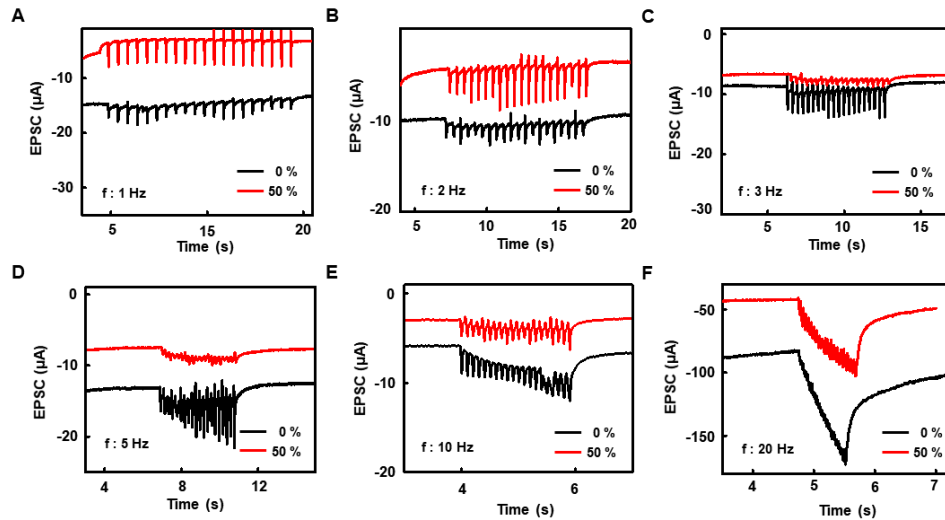 A
EPSC (µA)
-10
-20
-30
f : 1 Hz
0 %
50 %
5
15
20
Time (s)
B
EPSC (µA)
-10
-20
f : 2 Hz
0 %
50 %
5
10
15
20
Time (s)
C
EPSC (µA)
0
-10
-20
-30
f : 3 Hz
0 %
50 %
5
10
15
Time (s)
D
EPSC (µA)
0
-10
-20
f : 5 Hz
0 %
50 %
4
8
12
Time (s)
E
EPSC (µA)
0
-10
-20
f : 10 Hz
0 %
50 %
4
6
Time (s)
F
EPSC (µA)
-50
-100
-150
f : 20 Hz
0 %
50 %
4
5
6
7
Time (s)